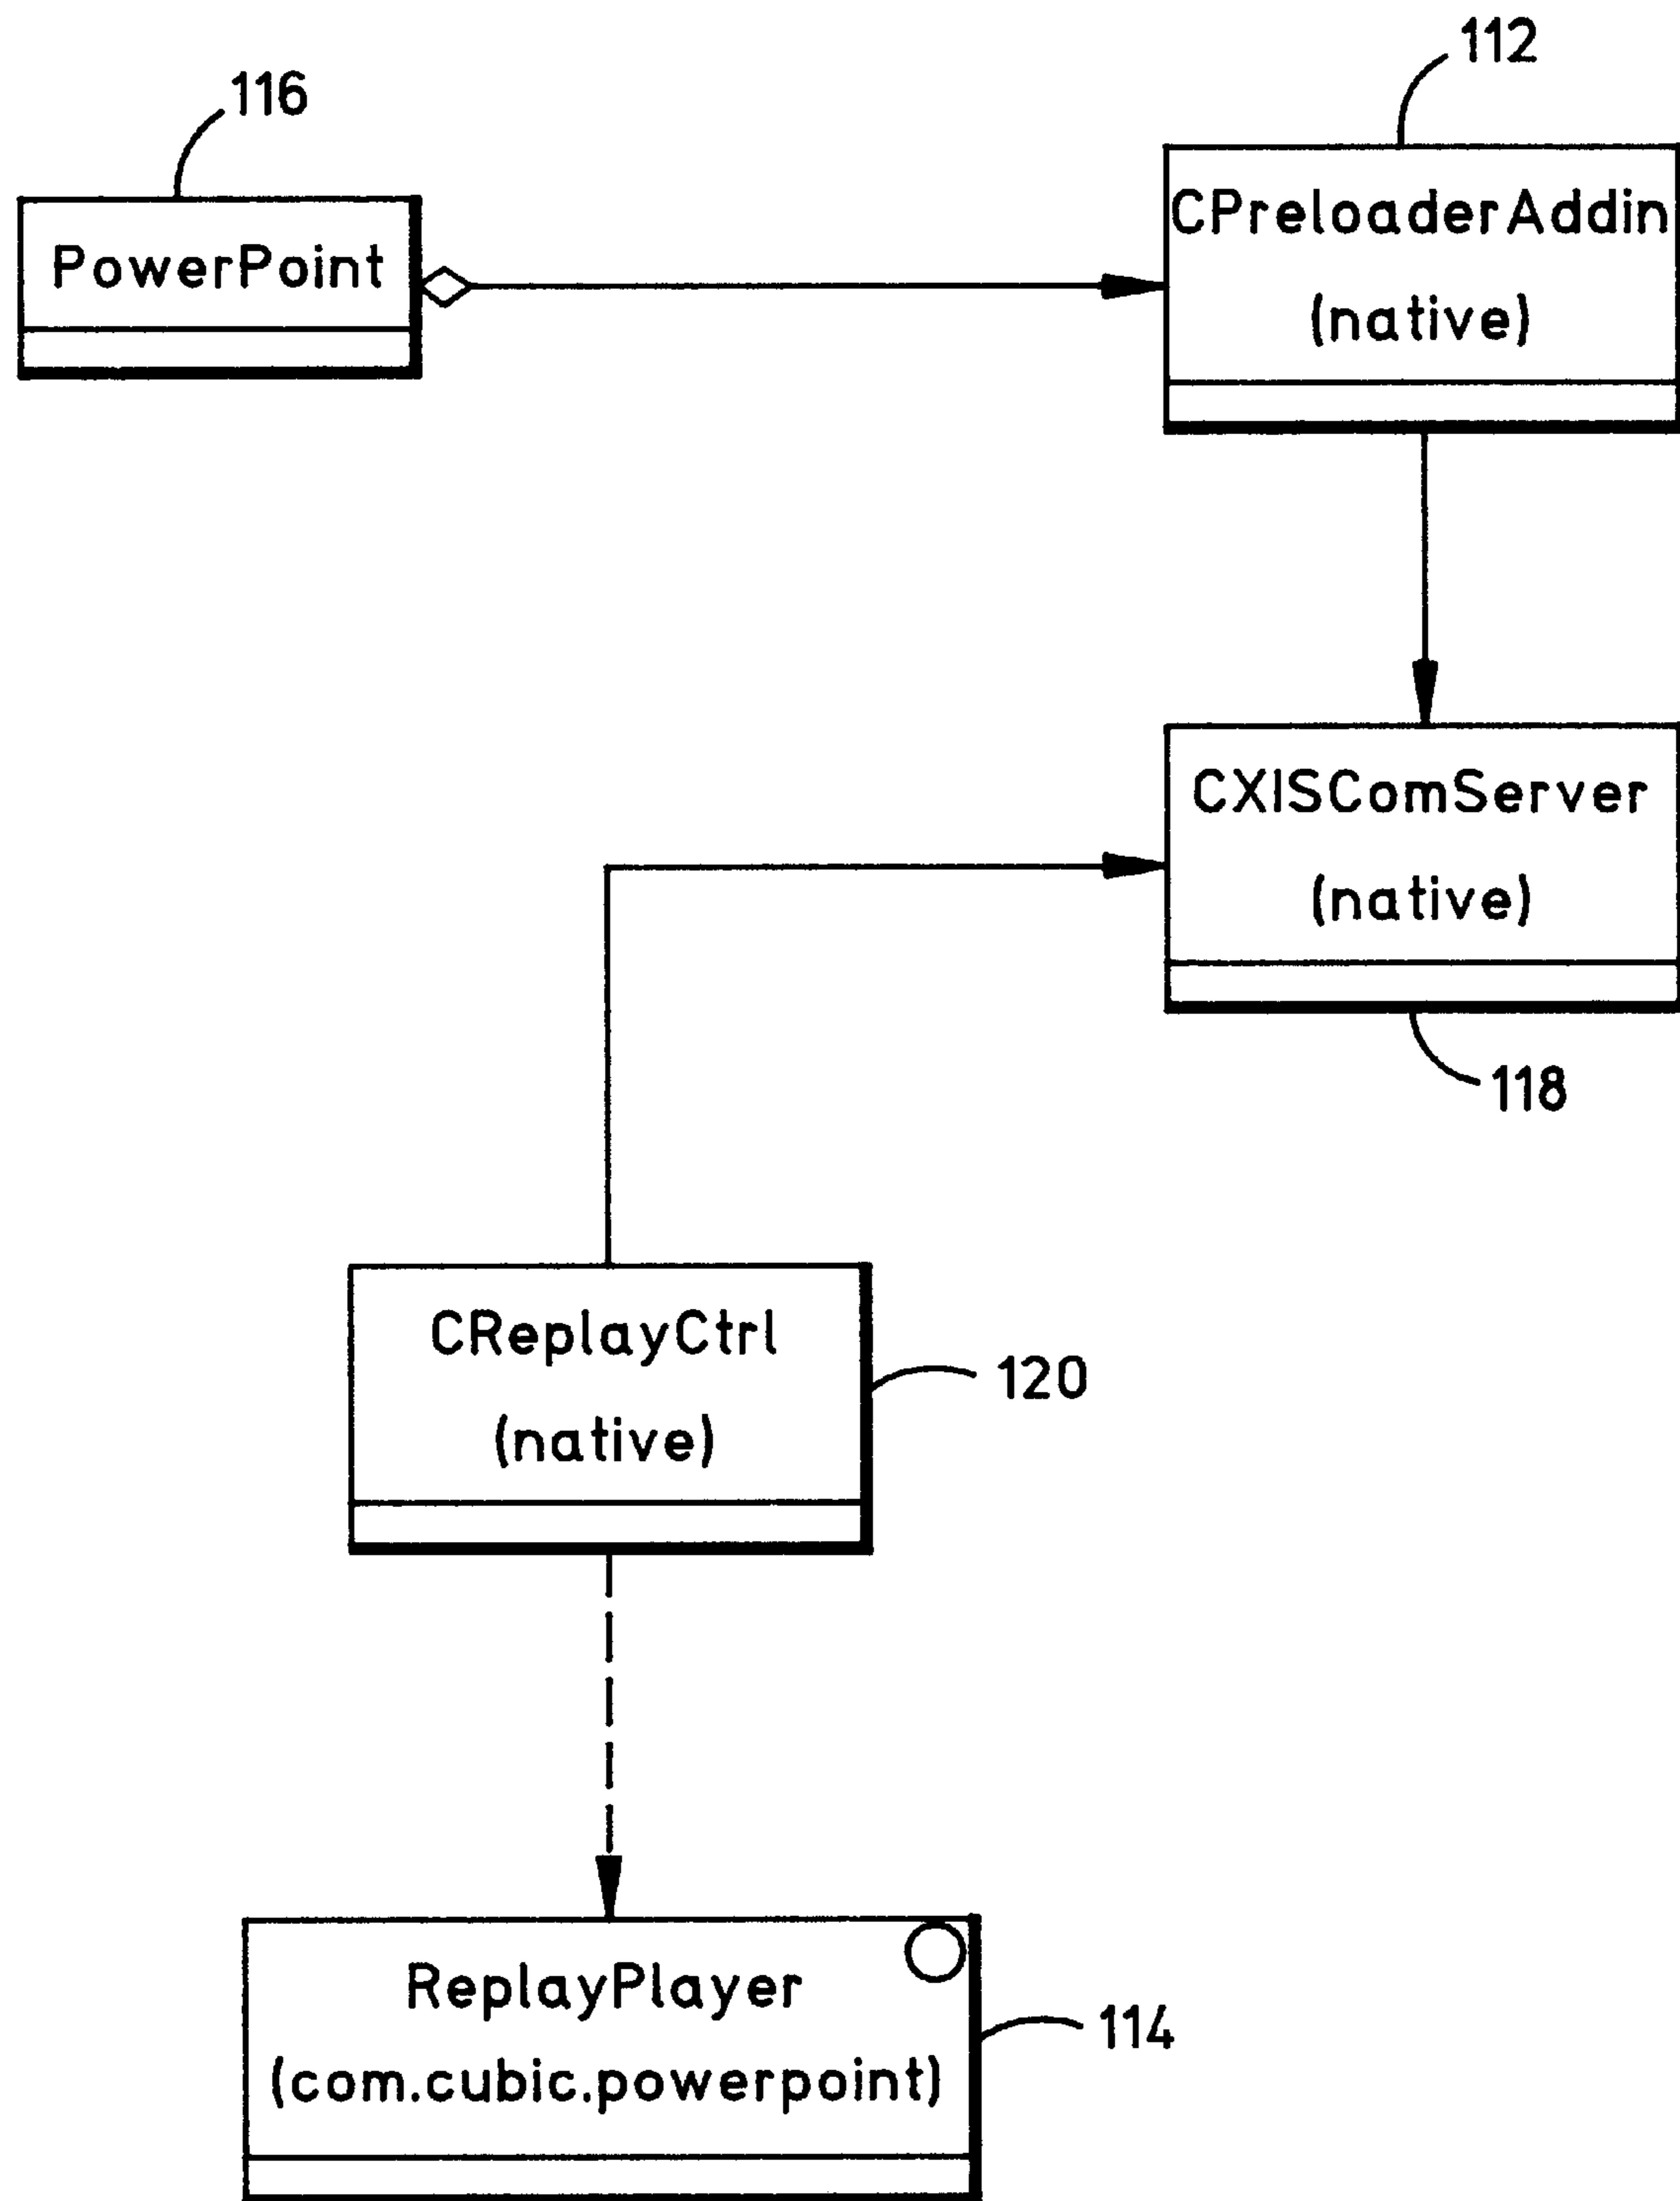 112
116
PowerPoint
CPreloaderAddin
(native)
CXISComServer
(native)
118
CReplayCtrl
(native)
120
ReplayPlayer
(com.cubic.powerpoint)
114